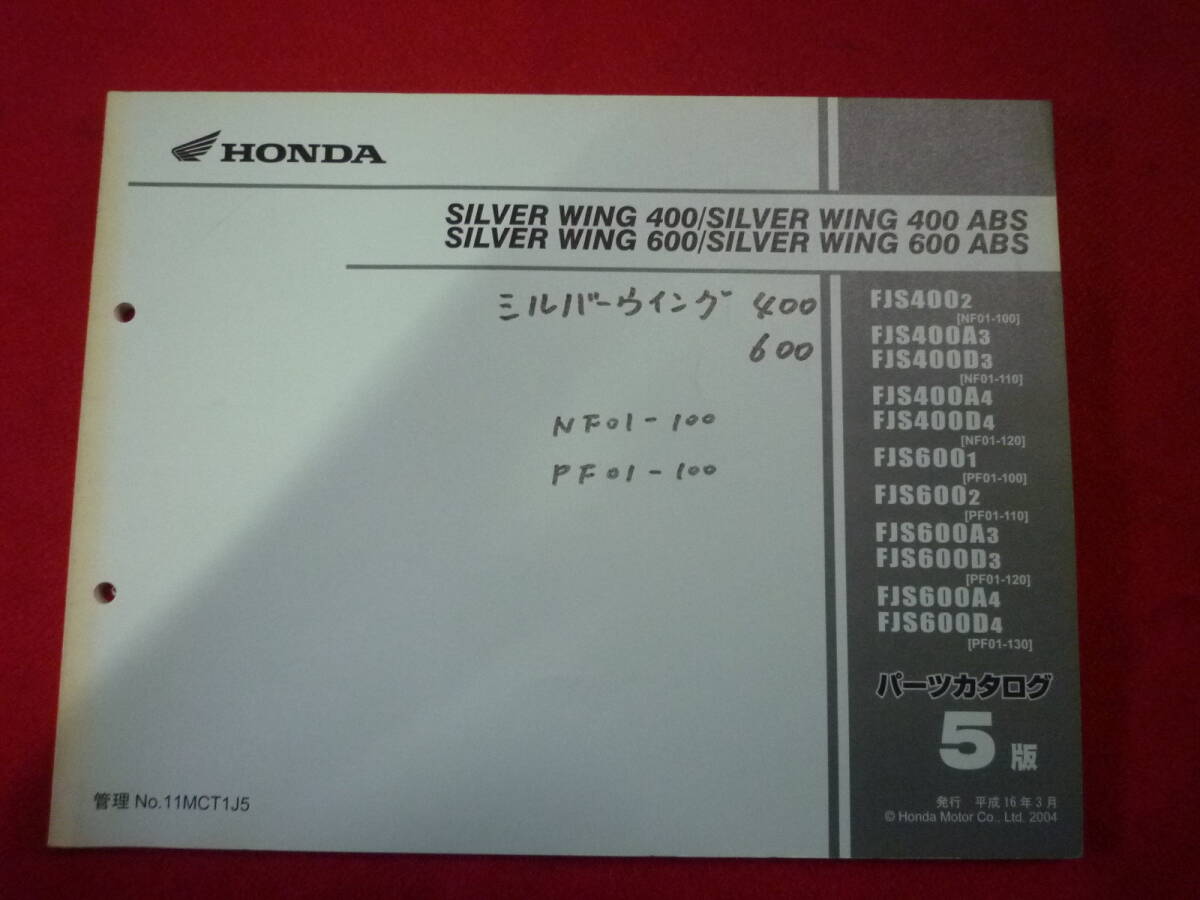 HONDA
SILVER WING 400/SILVER WING 400 ABS
SILVER WING 600/SILVER WING 600 ABS
ミルバーウイング 400
600
NF01-100
PF01-100
FJS4002
[NF01-100]
FJS400A3
FJS400D3
[NF01-110]
FJS400A4
FJS400D4
[NF01-120]
FJS6001
[PF01-100]
FJS6002
[PF01-110]
FJS600A3
FJS600D3
[PF01-120]
FJS600A4
FJS600D4
[PF01-130]
パーツカタログ
5版
発行 平成16年3月
© Honda Motor Co., Ltd. 2004
管理 No.11MCT1J5